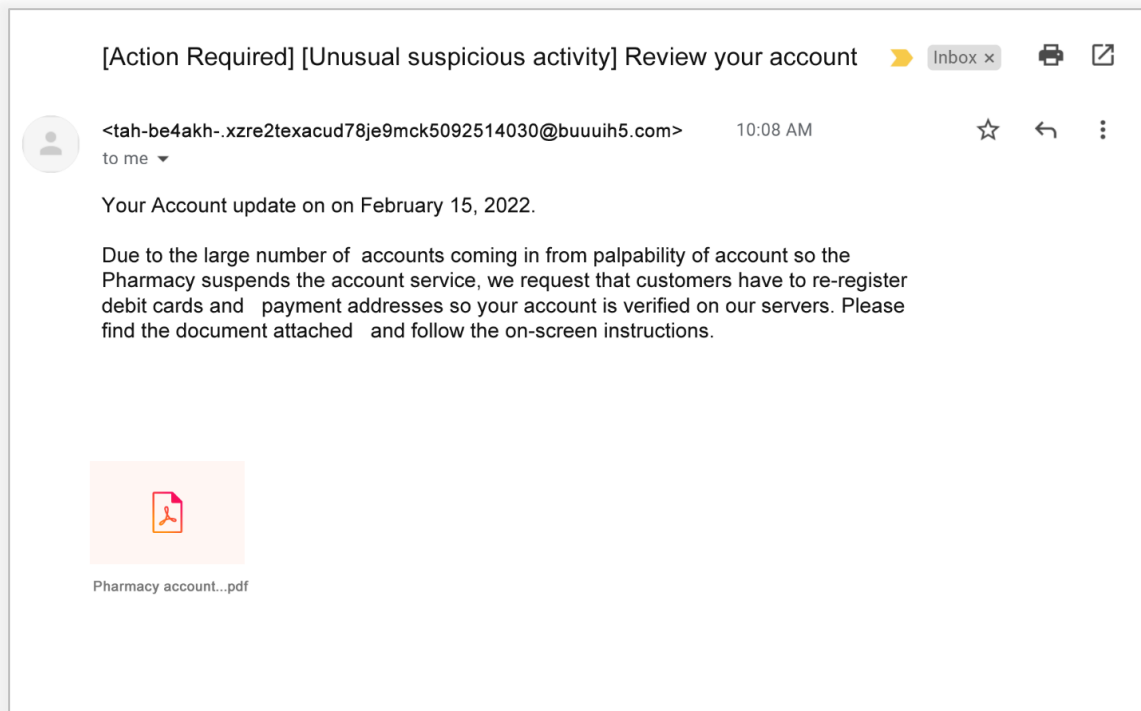 [Action Required] [Unusual suspicious activity] Review your account Inbox ×
<tah-be4akh-.xzre2texacud78je9mck5092514030@buuuih5.com> 10:08 AM
to me
Your Account update on on February 15, 2022.
Due to the large number of  accounts coming in from palpability of account so the
Pharmacy suspends the account service, we request that customers have to re-register
debit cards and   payment addresses so your account is verified on our servers. Please
find the document attached   and follow the on-screen instructions.
Pharmacy account...pdf